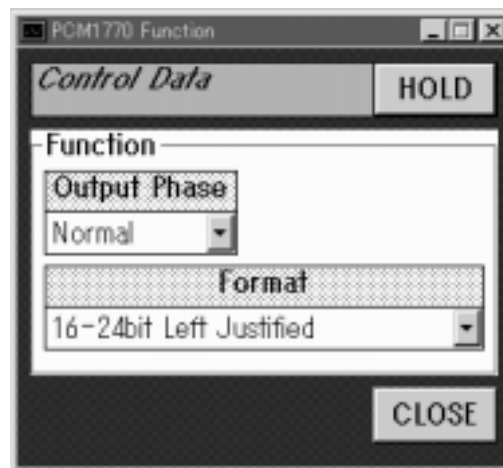 PCM1770 Function
Control Data
HOLD
Function
Output Phase
Normal
Format
16-24bit Left Justified
CLOSE